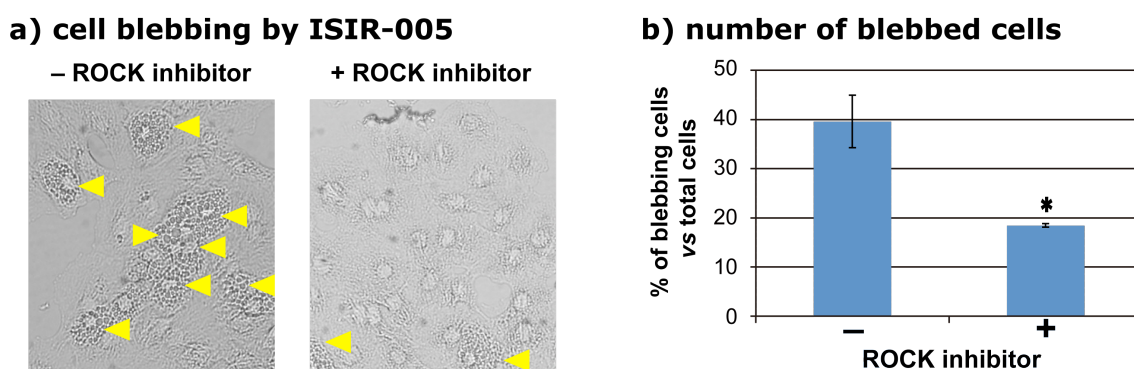 a) cell blebbing by ISIR-005
– ROCK inhibitor
+ ROCK inhibitor
b) number of blebbed cells
% of blebbing cells
vs total cells
50
40
30
20
10
0
*
–
+
ROCK inhibitor